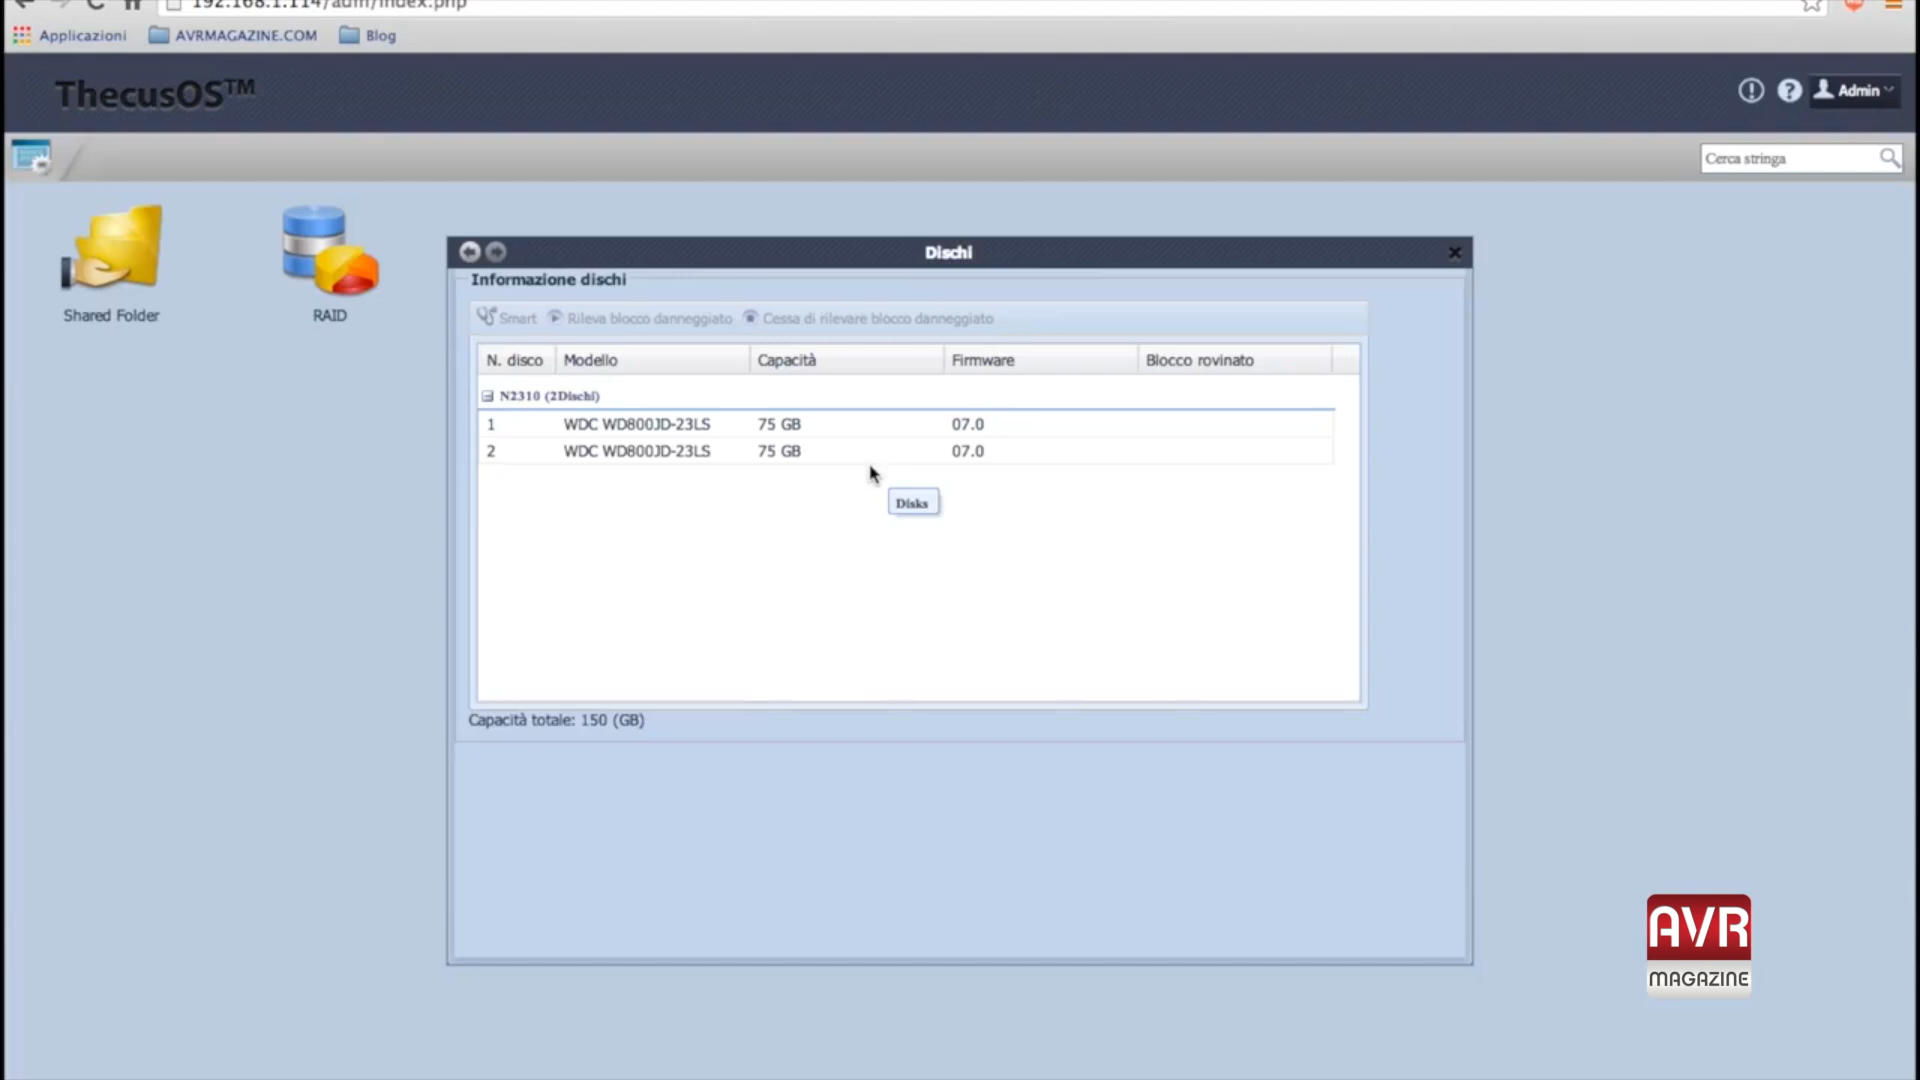 192.168.1.114/adm/index.php
Applicazioni AVRMAGAZINE.COM Blog
ThecusOS™
Admin
Cerca stringa
Shared Folder
RAID
Dischi
Informazione dischi
Smart Rileva blocco danneggiato Cessa di rilevare blocco danneggiato
N. disco Modello Capacità Firmware Blocco rovinato
N2310 (2Dischi)
1 WDC WD800JD-23LS 75 GB 07.0
2 WDC WD800JD-23LS 75 GB 07.0
Disks
Capacità totale: 150 (GB)
AVR
MAGAZINE